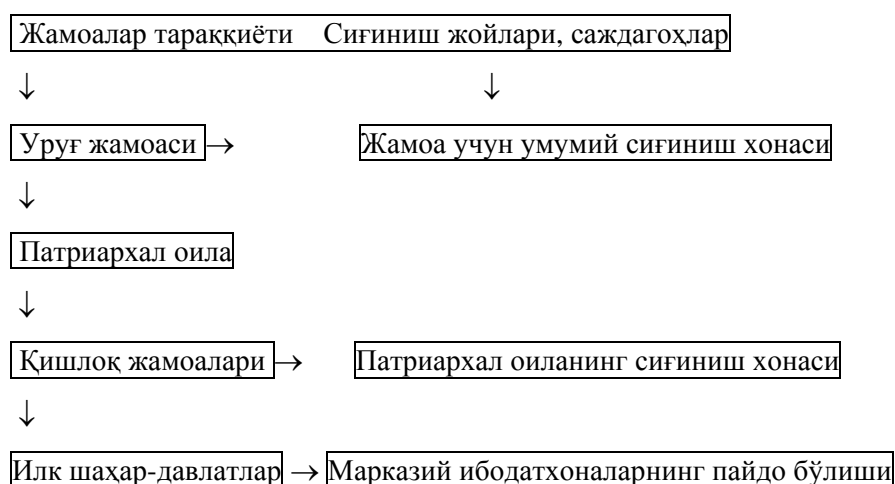 Жамоалар тараққиёти Сиғиниш жойлари, саждагоҳлар
↓ ↓
Уруғ жамоаси → Жамоа учун умумий сиғиниш хонаси
↓
Патриархал оила
↓
Қишлоқ жамоалари → Патриархал оиланинг сиғиниш хонаси
↓
Илк шаҳар-давлатлар → Марказий ибодатхоналарнинг пайдо бўлиши